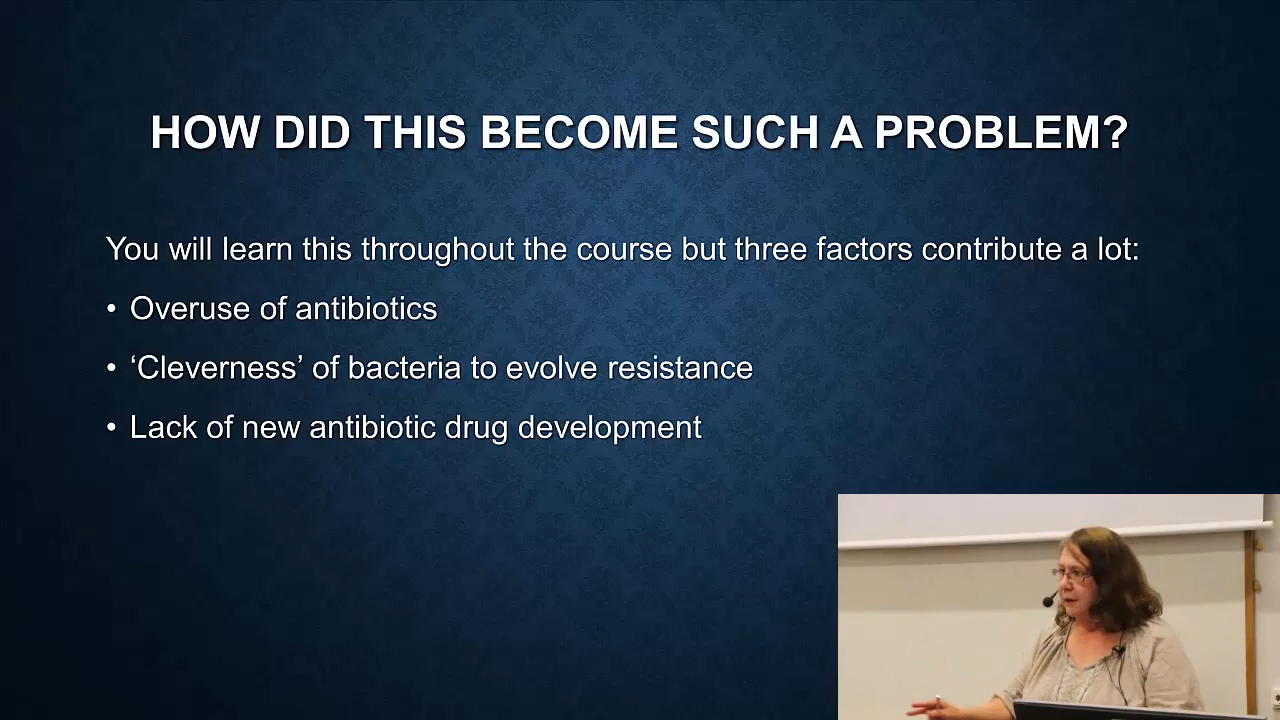 HOW DID THIS BECOME SUCH A PROBLEM?
You will learn this throughout the course but three factors contribute a lot:
• Overuse of antibiotics
• ‘Cleverness’ of bacteria to evolve resistance
• Lack of new antibiotic drug development